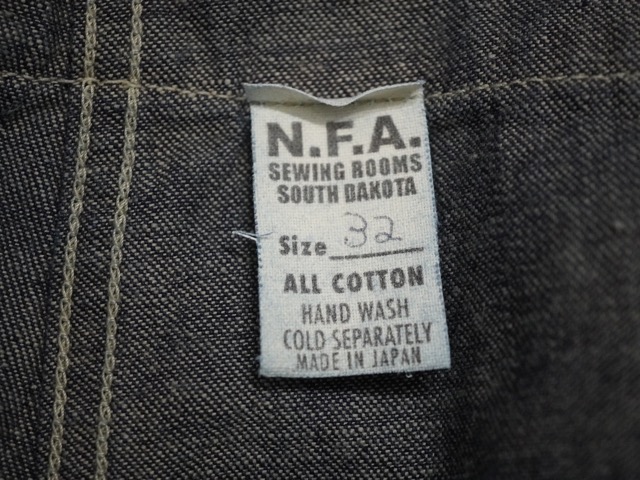 N.F.A.
SEWING ROOMS
SOUTH DAKOTA
Size 32
ALL COTTON
HAND WASH
COLD SEPARATELY
MADE IN JAPAN